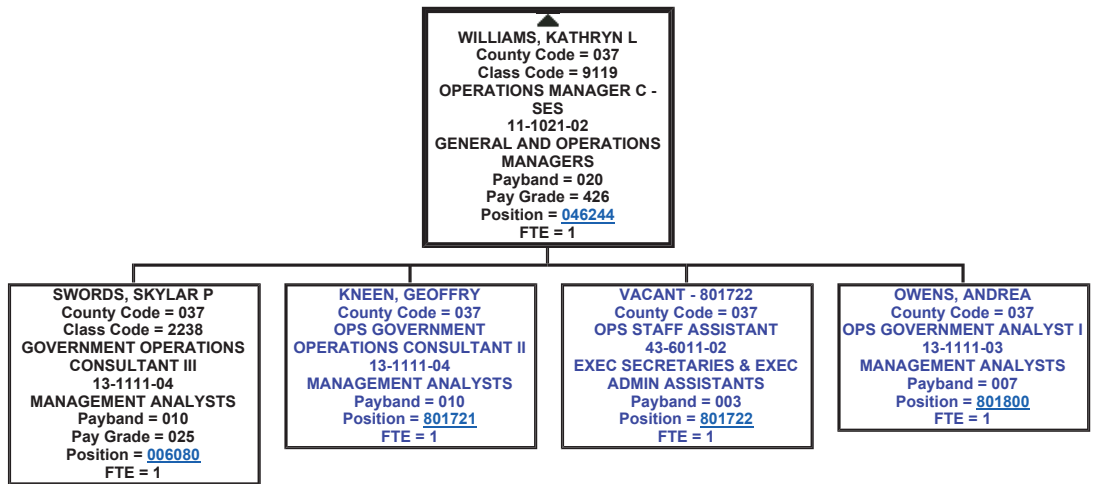 WILLIAMS, KATHRYN L
County Code = 037
Class Code = 9119
OPERATIONS MANAGER C -
SES
11-1021-02
GENERAL AND OPERATIONS
MANAGERS
Payband = 020
Pay Grade = 426
Position = 046244
FTE = 1
SWORDS, SKYLAR P
County Code = 037
Class Code = 2238
GOVERNMENT OPERATIONS
CONSULTANT III
13-1111-04
MANAGEMENT ANALYSTS
Payband = 010
Pay Grade = 025
Position = 006080
FTE = 1
KNEEN, GEOFFRY
County Code = 037
OPS GOVERNMENT
OPERATIONS CONSULTANT II
13-1111-04
MANAGEMENT ANALYSTS
Payband = 010
Position = 801721
FTE = 1
VACANT - 801722
County Code = 037
OPS STAFF ASSISTANT
43-6011-02
EXEC SECRETARIES & EXEC
ADMIN ASSISTANTS
Payband = 003
Position = 801722
FTE = 1
OWENS, ANDREA
County Code = 037
OPS GOVERNMENT ANALYST I
13-1111-03
MANAGEMENT ANALYSTS
Payband = 007
Position = 801800
FTE = 1